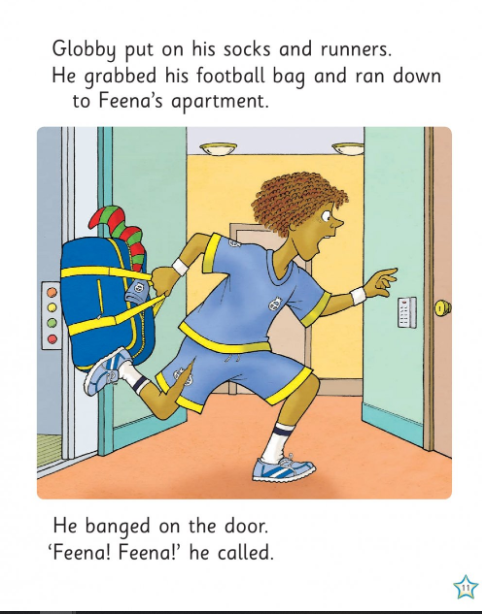 Globby put on his socks and runners.
He grabbed his football bag and ran down
to Feena’s apartment.
He banged on the door.
‘Feena! Feena!’ he called.
11